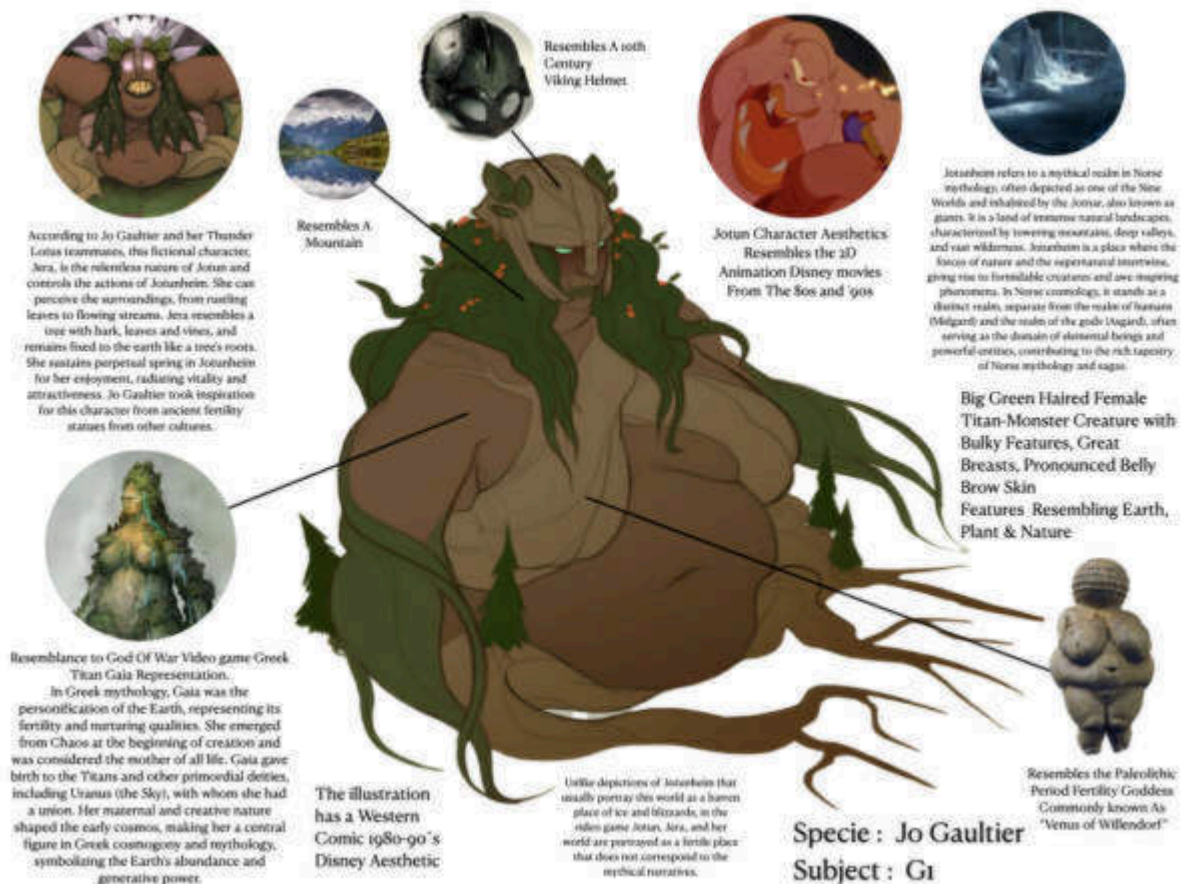 According to Jo Gaultier and her Thunder
Lotus teammates, this fictional character,
Jera, is the relentless nature of Jotun and
controls the actions of Jotunheim. She can
perceive the surroundings, from rustling
leaves to flowing streams. Jera resembles a
tree with bark, leaves and vines, and
remains fixed to the earth like a tree's roots.
She sustains perpetual spring in Jotunheim
for her enjoyment, radiating vitality and
attractiveness. Jo Gaultier took inspiration
for this character from ancient fertility
statues from other cultures.
Resembles A
Mountain
Resembles A 10th
Century
Viking Helmet
Jotun Character Aesthetics
Resembles the 2D
Animation Disney movies
From The 80s and '90s
Jotunheim refers to a mythical realm in Norse
mythology, often depicted as one of the Nine
Worlds and inhabited by the Jotnar, also known as
giants. It is a land of immense natural landscapes,
characterized by towering mountains, deep valleys,
and vast wilderness. Jotunheim is a place where the
forces of nature and the supernatural intertwine,
giving rise to formidable creatures and awe-inspiring
phenomena. In Norse cosmology, it stands as a
distinct realm, separate from the realm of humans
(Midgard) and the realm of the gods (Asgard), often
serving as the domain of elemental beings and
powerful entities, contributing to the rich tapestry
of Norse mythology and sagas.
Big Green Haired Female
Titan-Monster Creature with
Bulky Features, Great
Breasts, Pronounced Belly
Brow Skin
Features Resembling Earth,
Plant & Nature
Resemblance to God Of War Video game Greek
Titan Gaia Representation.
In Greek mythology, Gaia was the
personification of the Earth, representing its
fertility and nurturing qualities. She emerged
from Chaos at the beginning of creation and
was considered the mother of all life. Gaia gave
birth to the Titans and other primordial deities,
including Uranus (the Sky), with whom she had
a union. Her maternal and creative nature
shaped the early cosmos, making her a central
figure in Greek cosmogony and mythology,
symbolizing the Earth's abundance and
generative power.
The illustration
has a Western
Comic 1980-90´s
Disney Aesthetic
Unlike depictions of Jotunheim that
usually portray this world as a barren
place of ice and blizzards, in the
video game Jotun, Jera, and her
world are portrayed as a fertile place
that does not correspond to the
mythical narratives.
Resembles the Paleolithic
Period Fertility Goddess
Commonly known As
"Venus of Willendorf"
Specie : Jo Gaultier
Subject : G1